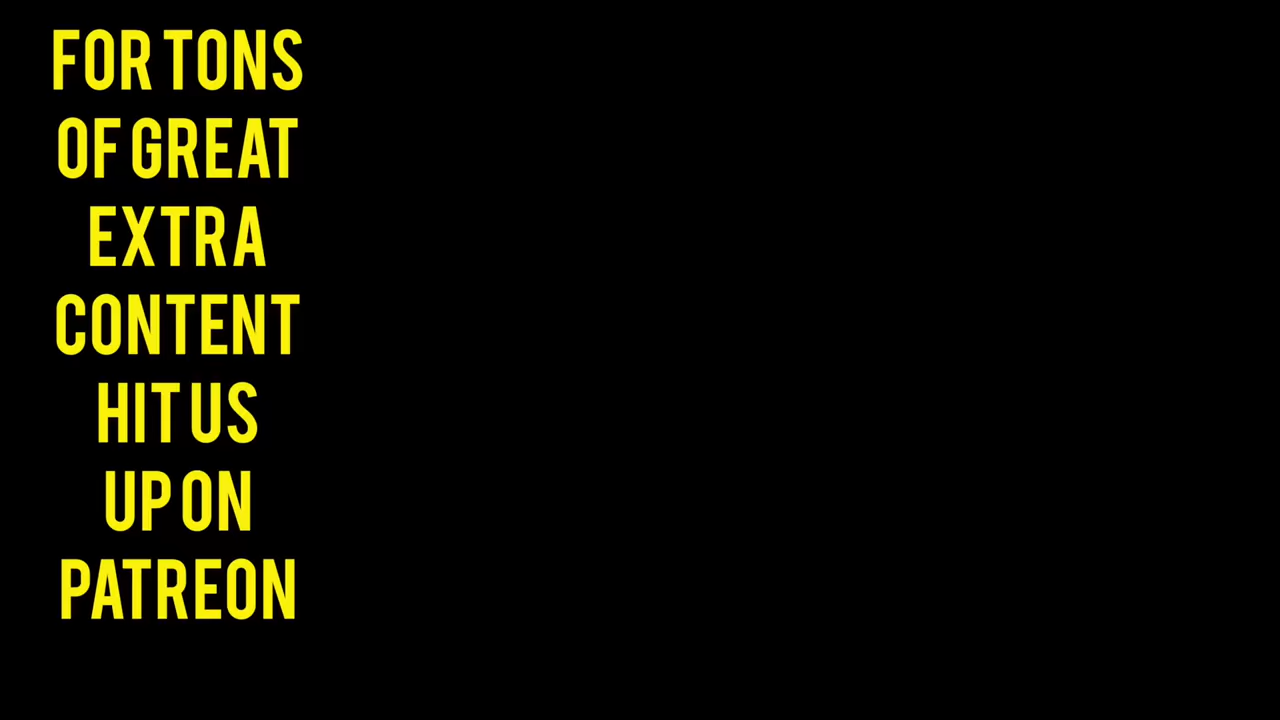 FOR TONS
OF GREAT
EXTRA
CONTENT
HIT US
UP ON
PATREON